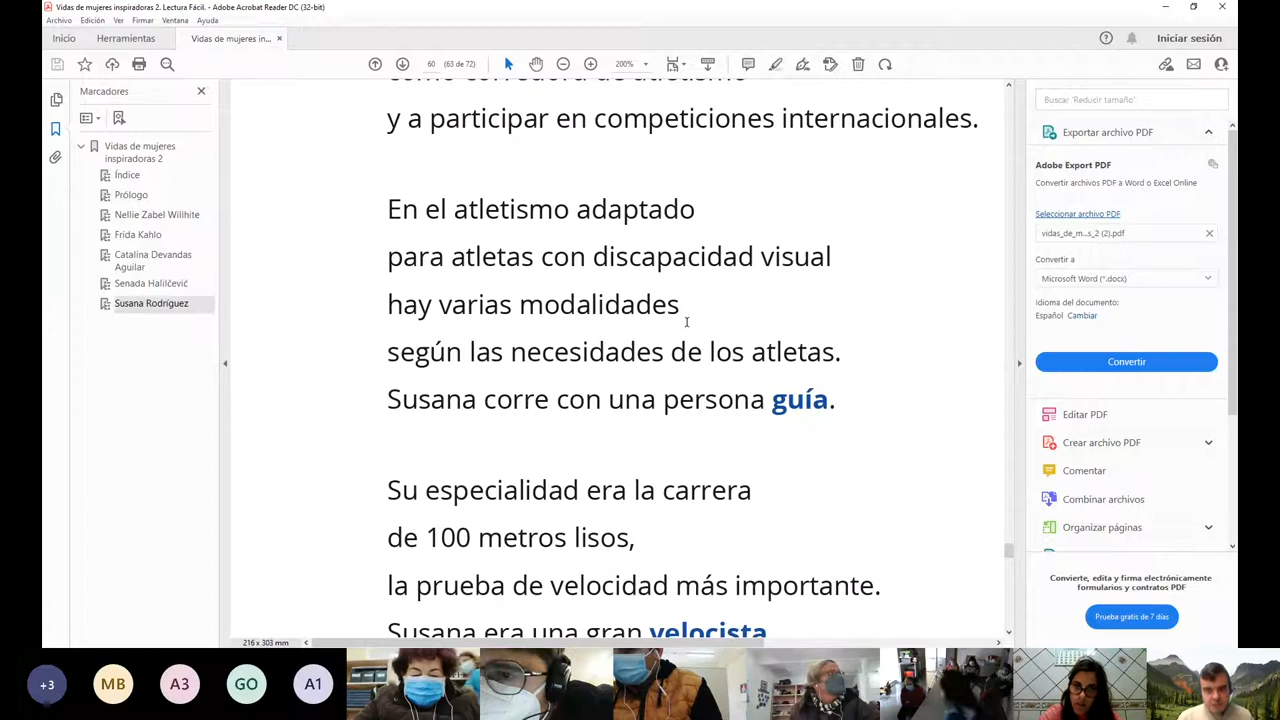 Vidas de mujeres inspiradoras 2. Lectura Fácil. - Adobe Acrobat Reader DC (32-bit)
Archivo Edición Ver Firmar Ventana Ayuda
Inicio Herramientas Vidas de mujeres in... × Iniciar sesión
60 (63 de 72) 200%
Marcadores
Vidas de mujeres
inspiradoras 2
Índice
Prólogo
Nellie Zabel Willhite
Frida Kahlo
Catalina Devandas
Aguilar
Senada Halilčević
Susana Rodríguez
y a participar en competiciones internacionales.
En el atletismo adaptado
para atletas con discapacidad visual
hay varias modalidades
según las necesidades de los atletas.
Susana corre con una persona guía.
Su especialidad era la carrera
de 100 metros lisos,
la prueba de velocidad más importante.
Susana era una gran velocista
216 x 303 mm
Buscar 'Reducir tamaño'.
Exportar archivo PDF
Adobe Export PDF
Convertir archivos PDF a Word o Excel Online
Seleccionar archivo PDF
vidas_de_m...s_2 (2).pdf
Convertir a
Microsoft Word (*.docx)
Idioma del documento:
Español Cambiar
Convertir
Editar PDF
Crear archivo PDF
Comentar
Combinar archivos
Organizar páginas
Convierte, edita y firma electrónicamente
formularios y contratos PDF
Prueba gratis de 7 días
+3 MB A3 GO A1